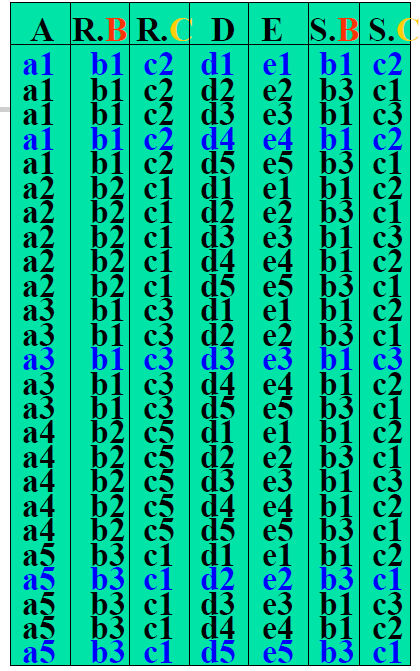 A R.B R.C D E S.B S.C
a1 b1 c2 d1 e1 b1 c2
a1 b1 c2 d2 e2 b3 c1
a1 b1 c2 d3 e3 b1 c3
a1 b1 c2 d4 e4 b1 c2
a1 b1 c2 d5 e5 b3 c1
a2 b2 c1 d1 e1 b1 c2
a2 b2 c1 d2 e2 b3 c1
a2 b2 c1 d3 e3 b1 c3
a2 b2 c1 d4 e4 b1 c2
a2 b2 c1 d5 e5 b3 c1
a3 b1 c3 d1 e1 b1 c2
a3 b1 c3 d2 e2 b3 c1
a3 b1 c3 d3 e3 b1 c3
a3 b1 c3 d4 e4 b1 c2
a3 b1 c3 d5 e5 b3 c1
a4 b2 c5 d1 e1 b1 c2
a4 b2 c5 d2 e2 b3 c1
a4 b2 c5 d3 e3 b1 c3
a4 b2 c5 d4 e4 b1 c2
a4 b2 c5 d5 e5 b3 c1
a5 b3 c1 d1 e1 b1 c2
a5 b3 c1 d2 e2 b3 c1
a5 b3 c1 d3 e3 b1 c3
a5 b3 c1 d4 e4 b1 c2
a5 b3 c1 d5 e5 b3 c1